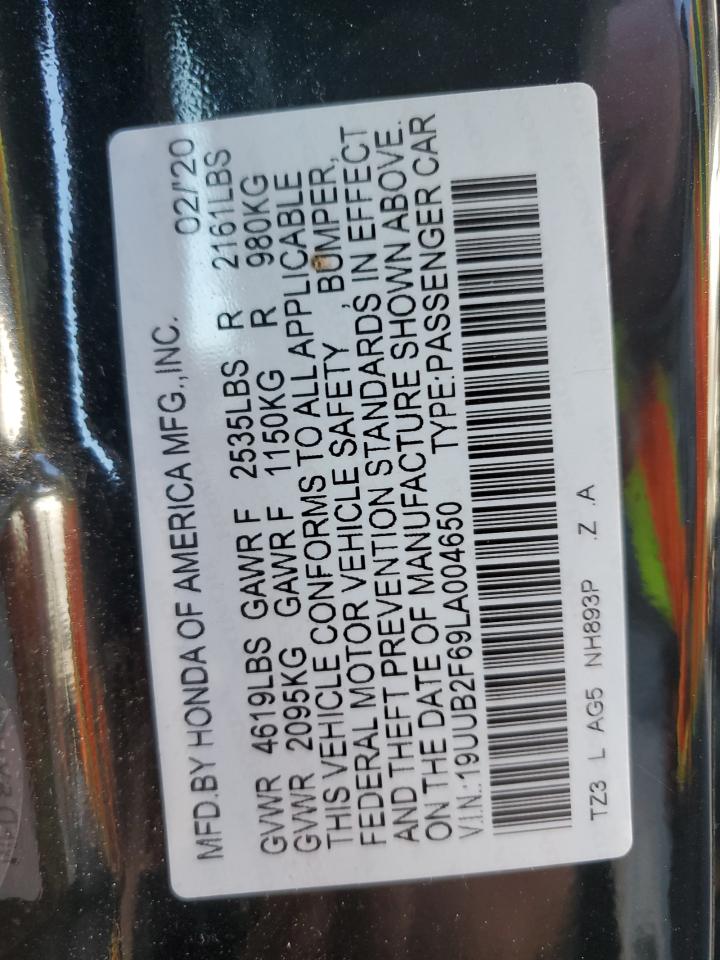 MFD.BY HONDA OF AMERICA MFG.,INC. 02/'20
GVWR 4619LBS GAWR F 2535LBS R 2161LBS
GVWR 2095KG GAWR F 1150KG R 980KG
THIS VEHICLE CONFORMS TO ALL APPLICABLE
FEDERAL MOTOR VEHICLE SAFETY , BUMPER,
AND THEFT PREVENTION STANDARDS IN EFFECT
ON THE DATE OF MANUFACTURE SHOWN ABOVE.
V.I.N.:19UUB2F69LA004650 TYPE:PASSENGER CAR
TZ3 L AG5 NH893P .Z .A